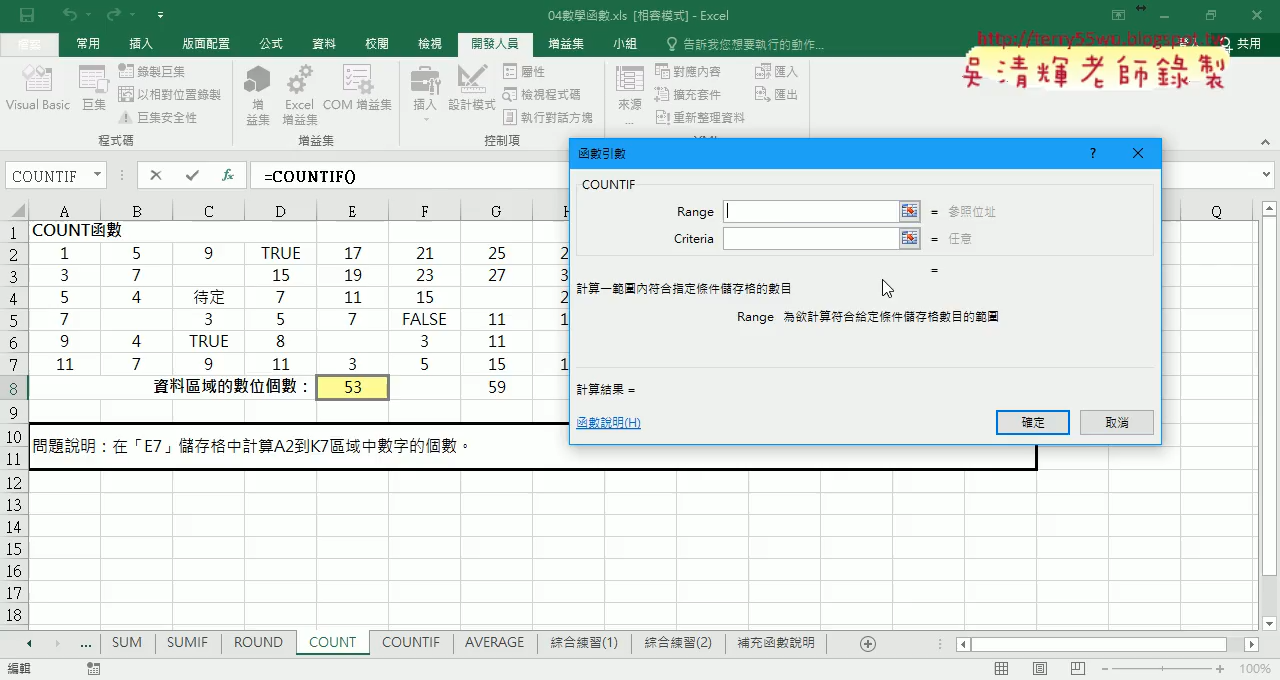 04數學函數.xls [相容模式] - Excel
http://terry55wu.blogspot.tw
吳清輝老師錄製
檔案 常用 插入 版面配置 公式 資料 校閱 檢視 開發人員 增益集 小組 告訴我您想要執行的動作... 登入 共用
Visual Basic 巨集 錄製巨集 以相對位置錄製 巨集安全性 程式碼
增益集 Excel 增益集 COM 增益集 增益集
插入 設計模式 屬性 檢視程式碼 執行對話方塊 控制項
來源... 對應內容 擴充套件 重新整理資料 匯入 匯出
COUNTIF =COUNTIF()
A B C D E F G H Q
1 COUNT函數
2 1 5 9 TRUE 17 21 25 2
3 3 7 15 19 23 27 3
4 5 4 待定 7 11 15 2
5 7 3 5 7 FALSE 11 1
6 9 4 TRUE 8 3 11
7 11 7 9 11 3 5 15 1
8 資料區域的數位個數： 53 59
9
10 問題說明：在「E7」儲存格中計算A2到K7區域中數字的個數。
11
12
13
14
15
16
17
18
函數引數 ?
COUNTIF
Range = 參照位址
Criteria = 任意
=
計算一範圍內符合指定條件儲存格的數目
Range 為欲計算符合給定條件儲存格數目的範圍
計算結果 =
函數說明(H) 確定 取消
... SUM SUMIF ROUND COUNT COUNTIF AVERAGE 綜合練習(1) 綜合練習(2) 補充函數說明
編輯 100%